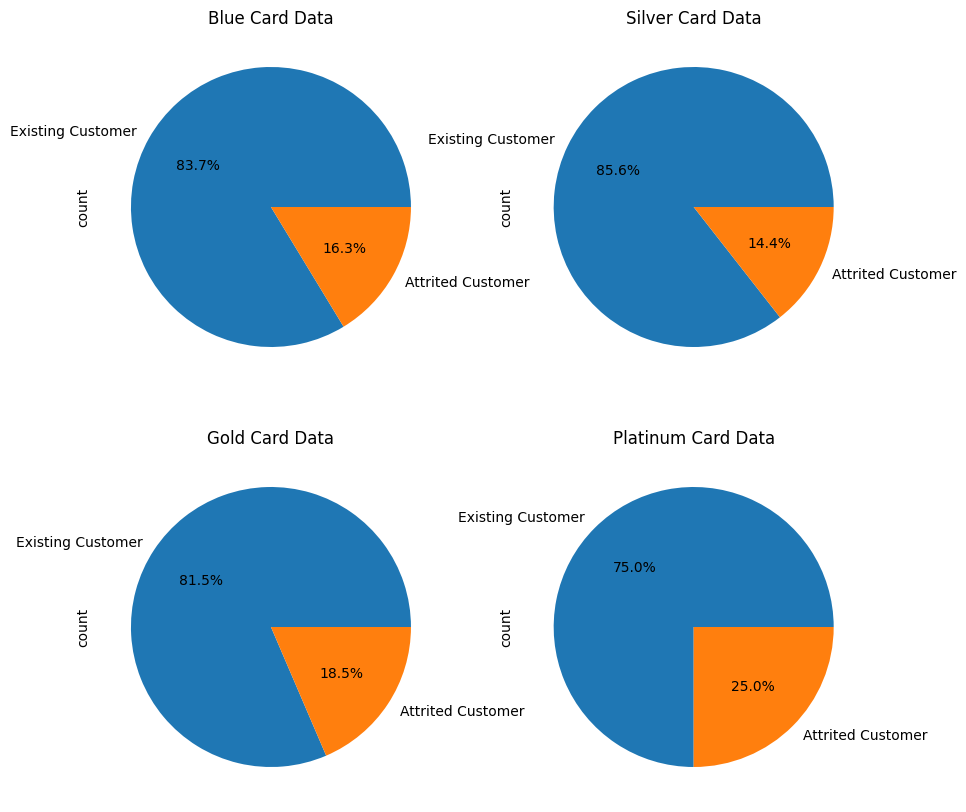 Blue Card Data
Existing Customer
83.7%
count
16.3%
Attrited Customer
Silver Card Data
Existing Customer
85.6%
count
14.4%
Attrited Customer
Gold Card Data
Existing Customer
81.5%
count
18.5%
Attrited Customer
Platinum Card Data
Existing Customer
75.0%
count
25.0%
Attrited Customer